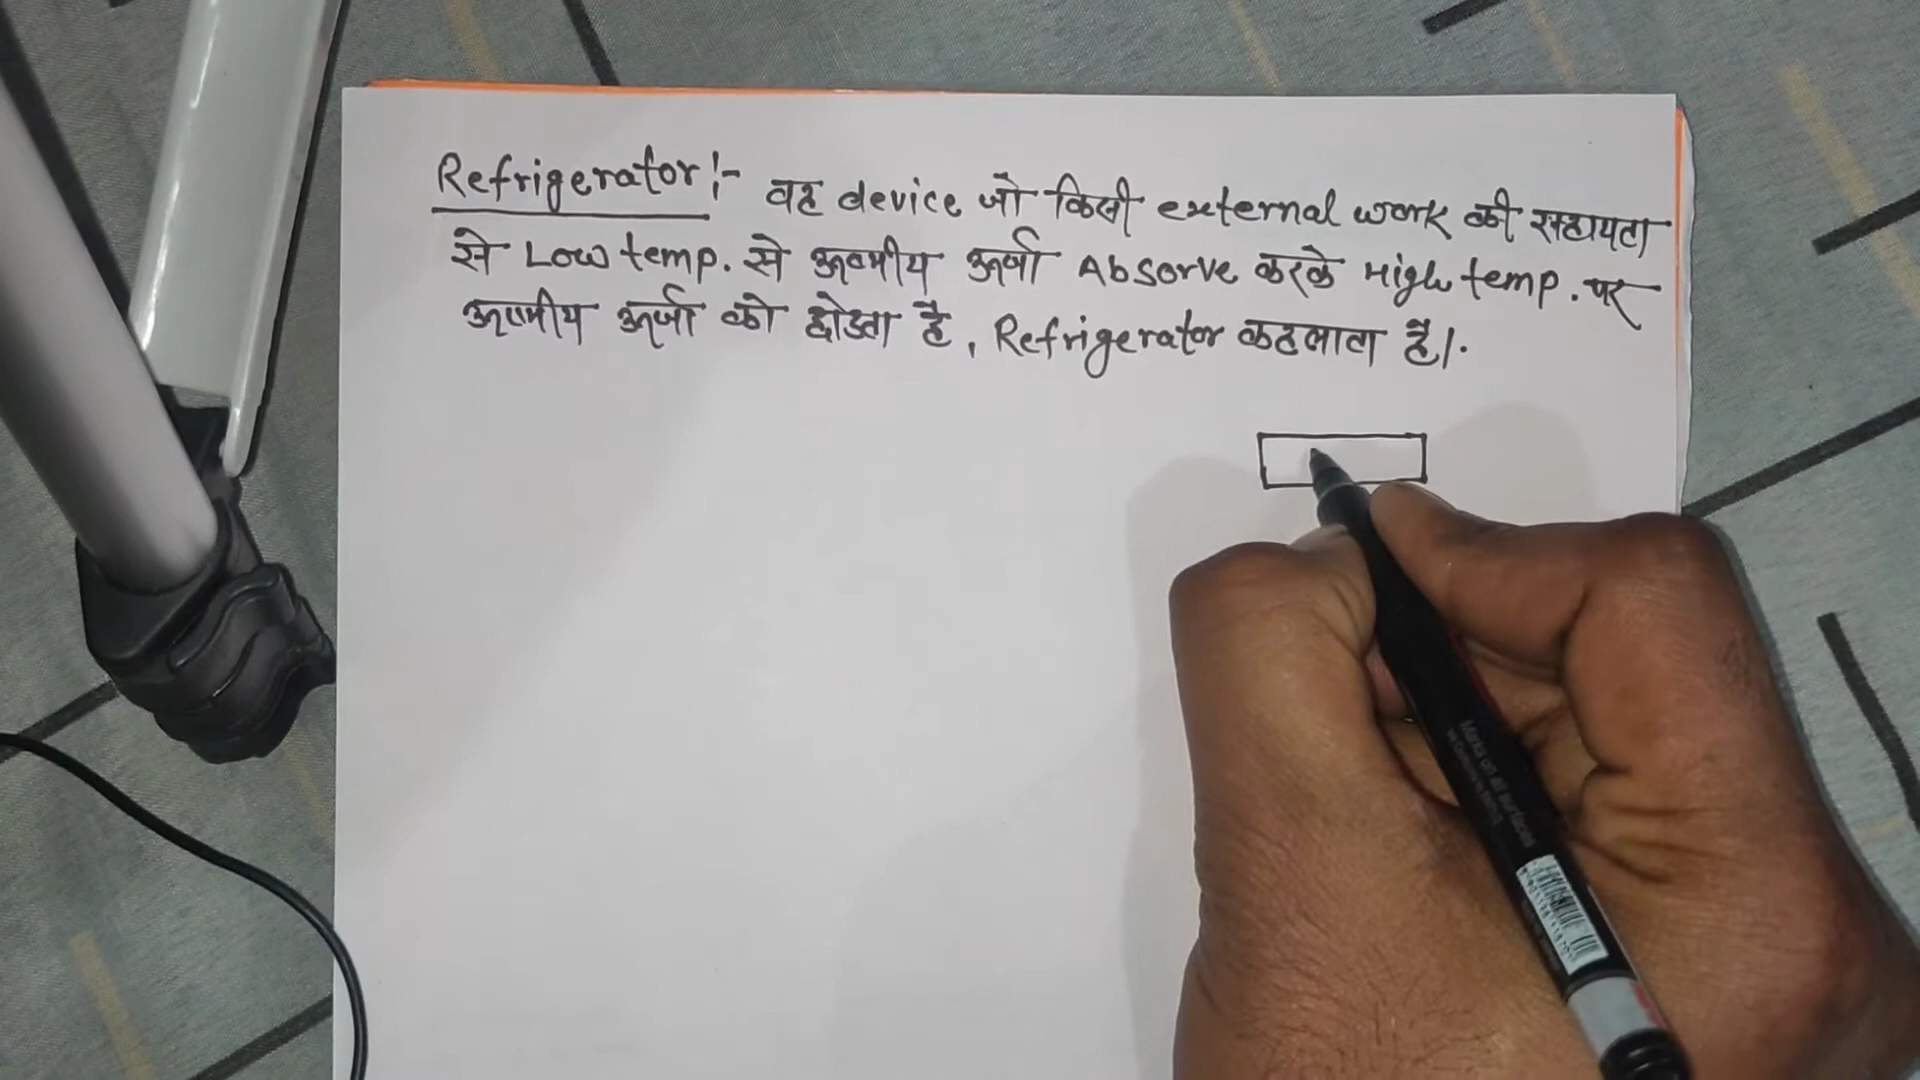 Refrigerator:- वह device जो किसी external work की सहायता
से Low temp. से ऊष्मीय ऊर्जा Absorve करके High temp. पर
ऊष्मीय ऊर्जा को छोडता है, Refrigerator कहलाता है।.